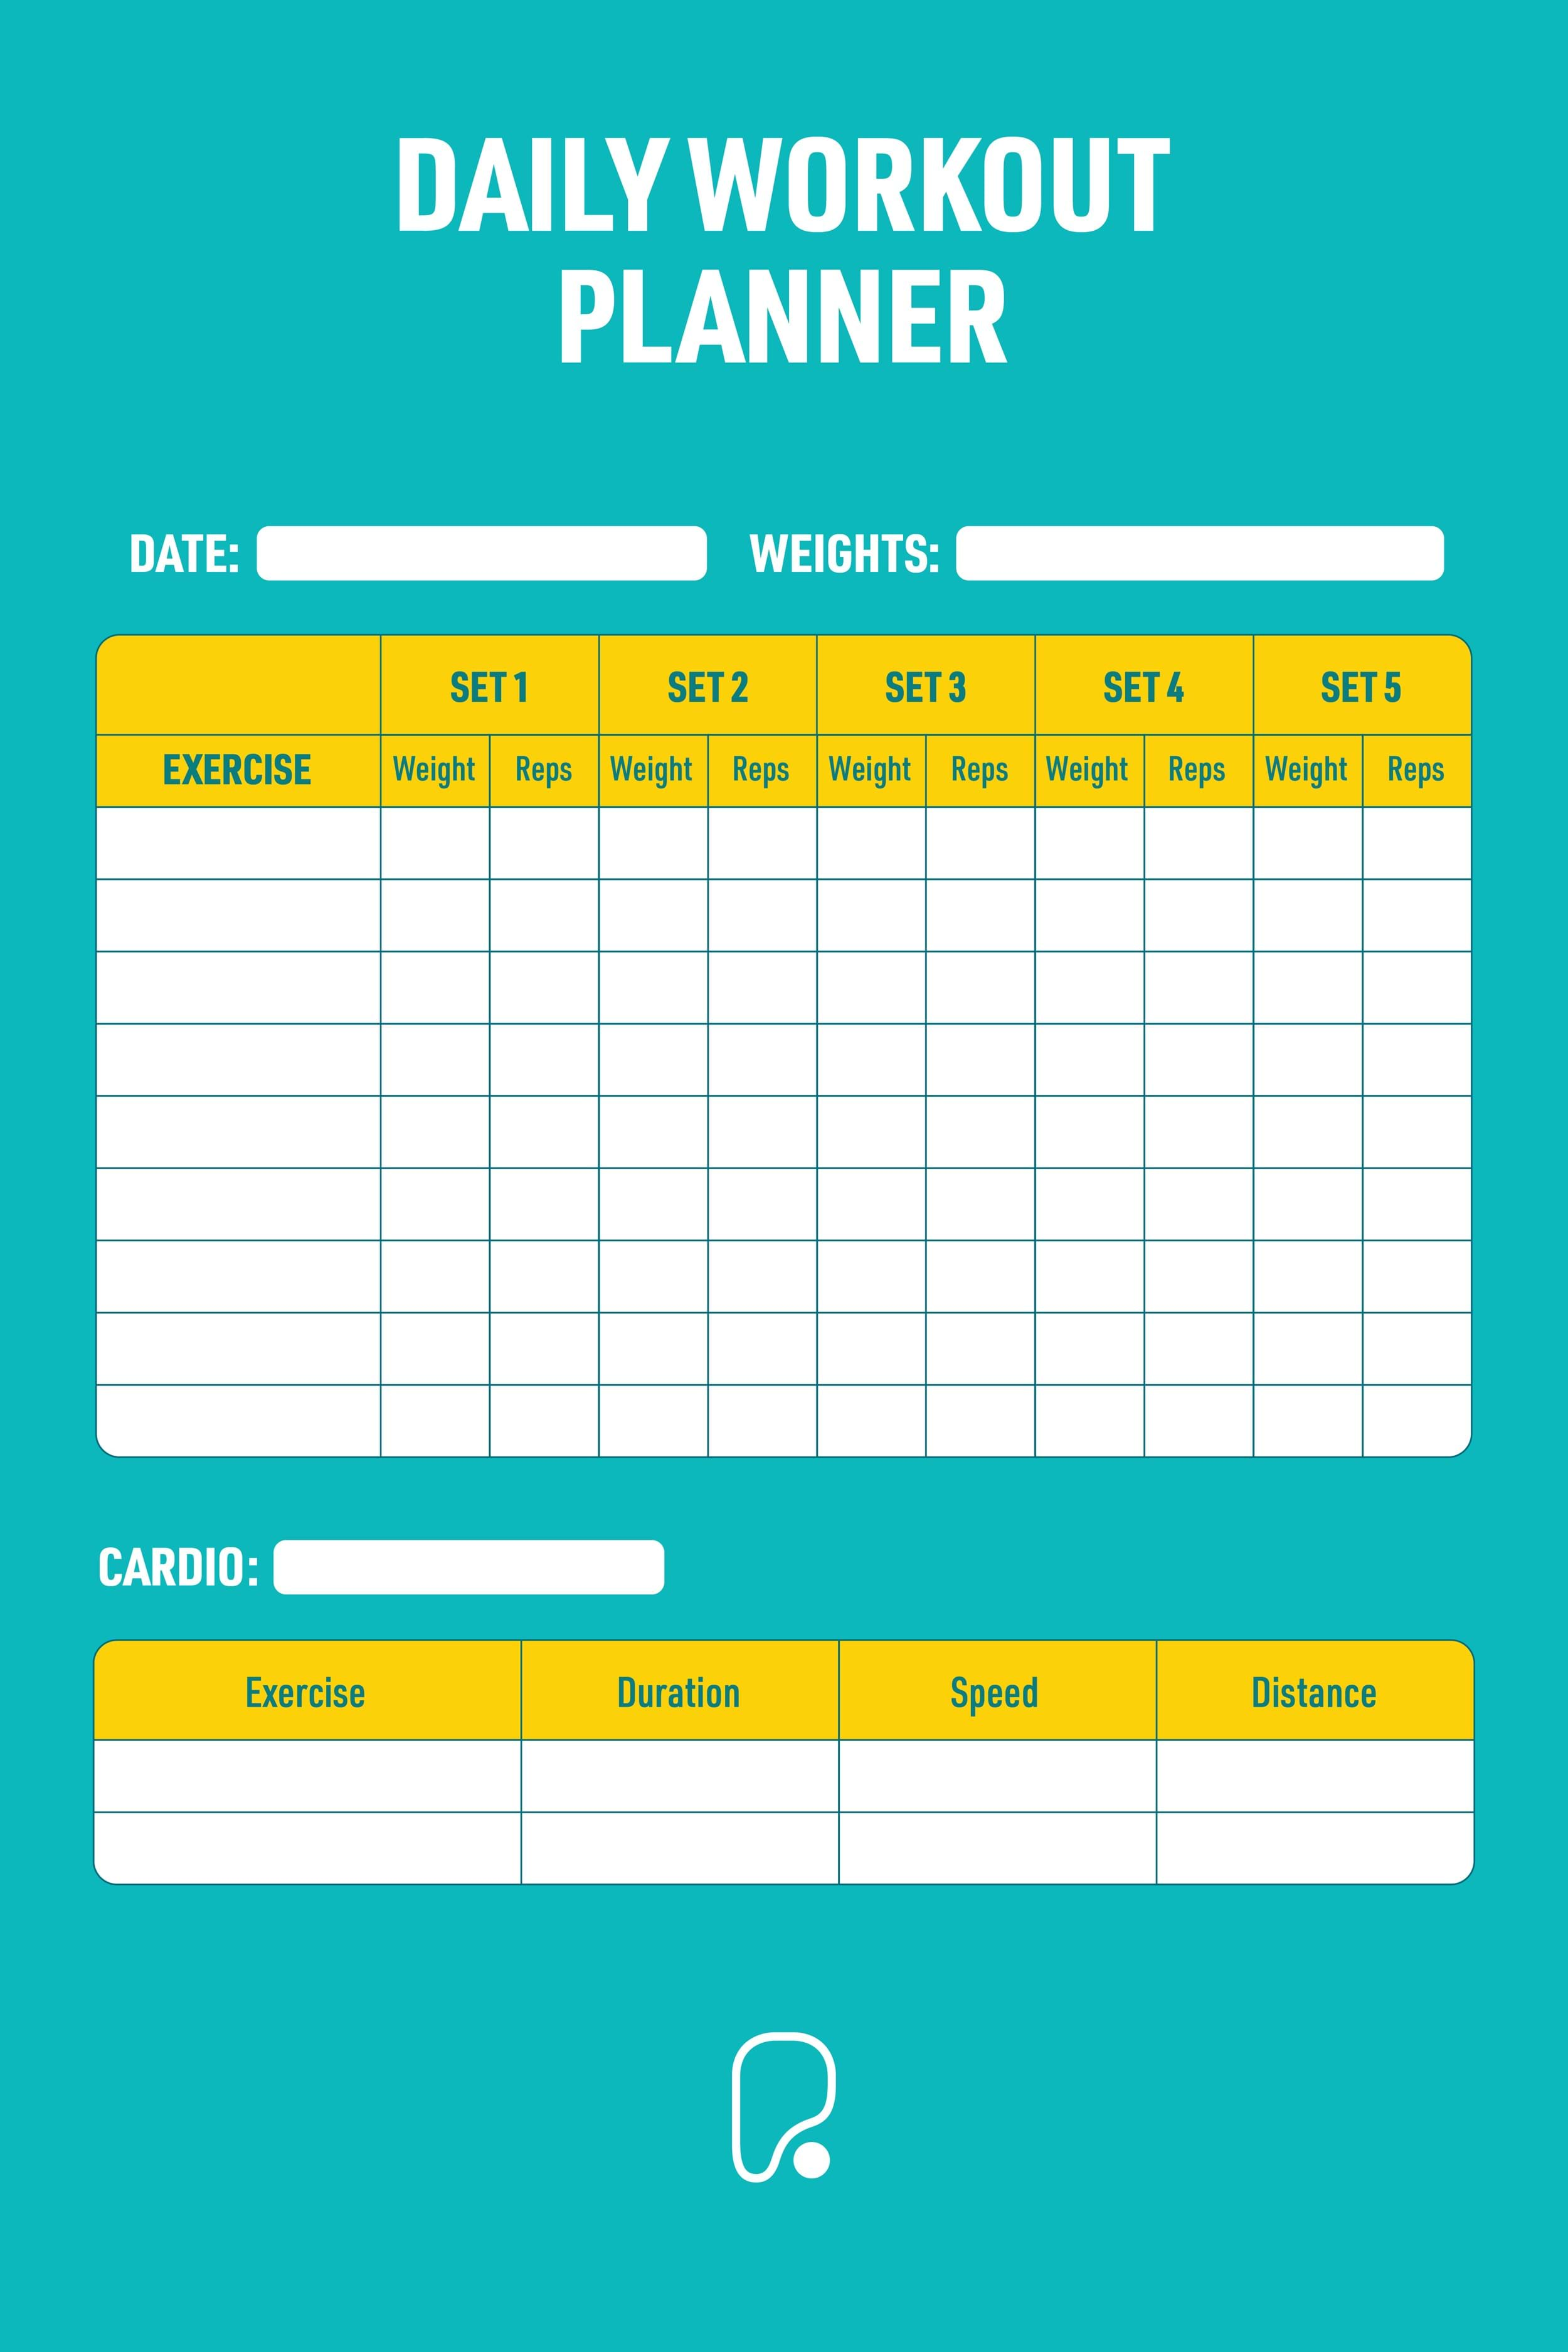 DAILY WORKOUT
PLANNER
DATE: WEIGHTS:
SET 1 SET 2 SET 3 SET 4 SET 5
EXERCISE Weight Reps Weight Reps Weight Reps Weight Reps Weight Reps
CARDIO:
Exercise Duration Speed Distance